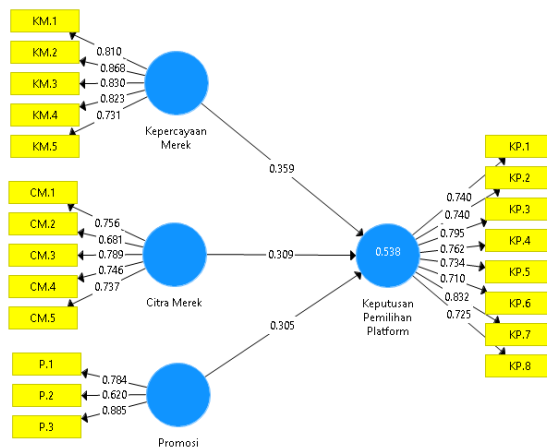 KM.1
KM.2
KM.3
KM.4
KM.5
0.810
0.868
0.830
0.823
0.731
Kepercayaan
Merek
0.359
CM.1
CM.2
CM.3
CM.4
CM.5
0.756
0.681
0.789
0.746
0.737
Citra Merek
0.309
P.1
P.2
P.3
0.784
0.620
0.885
Promosi
0.305
0.538
Keputusan
Pemilihan
Platform
0.740
0.740
0.795
0.762
0.734
0.710
0.832
0.725
KP.1
KP.2
KP.3
KP.4
KP.5
KP.6
KP.7
KP.8